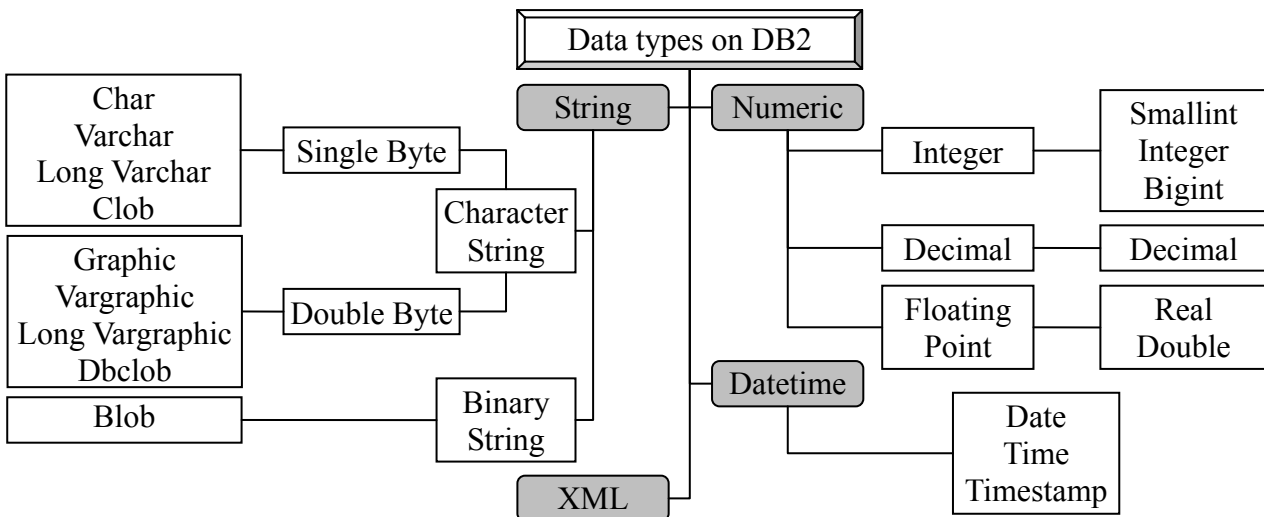 Data types on DB2
String
Numeric
Char
Varchar
Long Varchar
Clob
Single Byte
Character
String
Graphic
Vargraphic
Long Vargraphic
Dbclob
Double Byte
Blob
Binary
String
Integer
Smallint
Integer
Bigint
Decimal
Decimal
Floating
Point
Real
Double
Datetime
Date
Time
Timestamp
XML